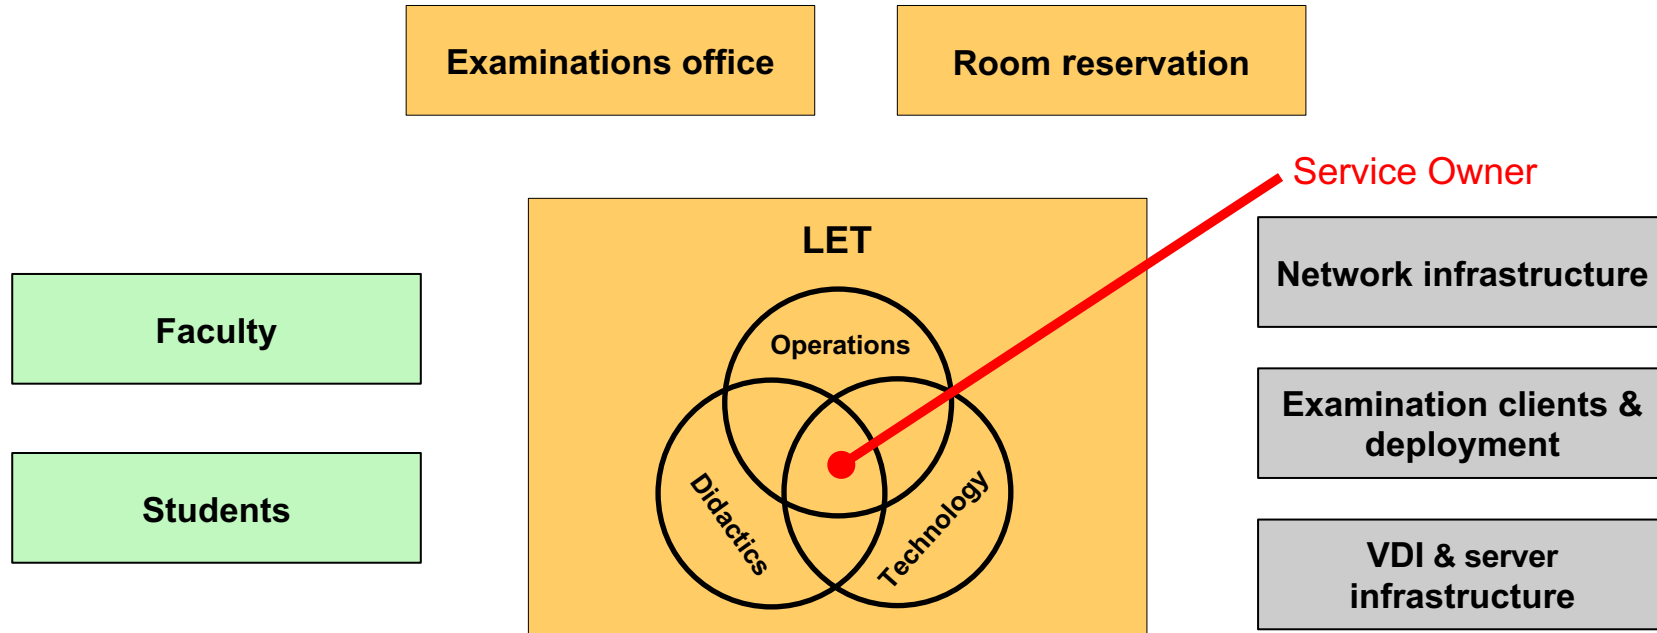 Examinations office
Room reservation
Service Owner
LET
Network infrastructure
Faculty
Operations
Examination clients &
deployment
Students
Didactics
Technology
VDI & server
infrastructure